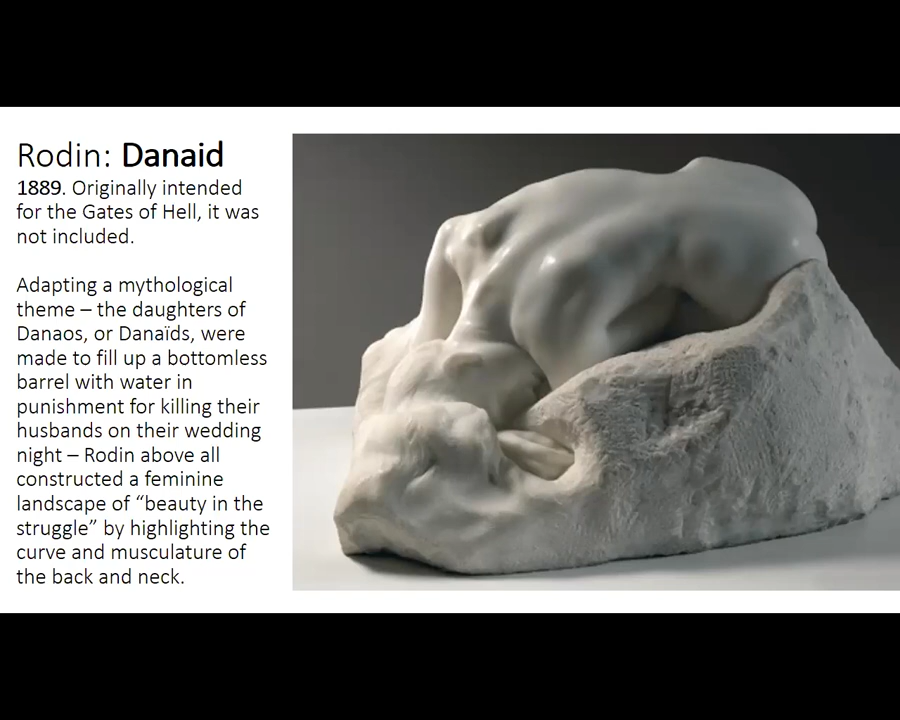 Rodin: Danaid
1889. Originally intended
for the Gates of Hell, it was
not included.
Adapting a mythological
theme – the daughters of
Danaos, or Danaïds, were
made to fill up a bottomless
barrel with water in
punishment for killing their
husbands on their wedding
night – Rodin above all
constructed a feminine
landscape of “beauty in the
struggle” by highlighting the
curve and musculature of
the back and neck.